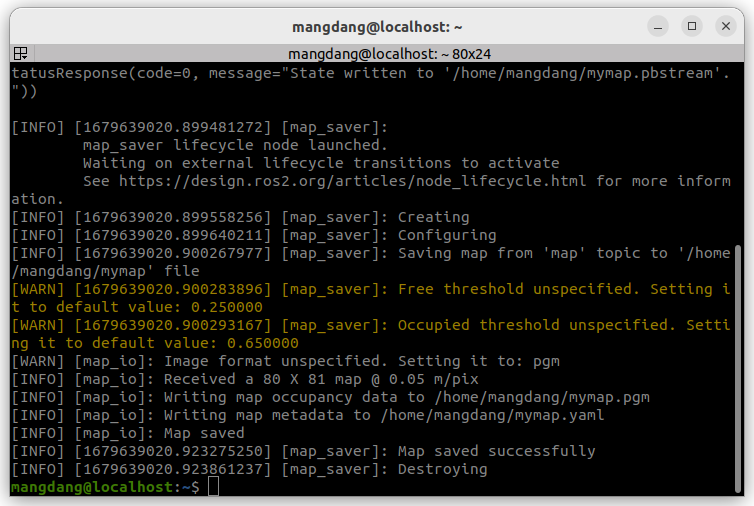 mangdang@localhost: ~
mangdang@localhost: ~ 80x24
tatusResponse(code=0, message="State written to '/home/mangdang/mymap.pbstream'.
"))
[INFO] [1679639020.899481272] [map_saver]:
map_saver lifecycle node launched.
Waiting on external lifecycle transitions to activate
See https://design.ros2.org/articles/node_lifecycle.html for more inform
ation.
[INFO] [1679639020.899558256] [map_saver]: Creating
[INFO] [1679639020.899640211] [map_saver]: Configuring
[INFO] [1679639020.900267977] [map_saver]: Saving map from 'map' topic to '/home
/mangdang/mymap' file
[WARN] [1679639020.900283896] [map_saver]: Free threshold unspecified. Setting i
t to default value: 0.250000
[WARN] [1679639020.900293167] [map_saver]: Occupied threshold unspecified. Setti
ng it to default value: 0.650000
[WARN] [map_io]: Image format unspecified. Setting it to: pgm
[INFO] [map_io]: Received a 80 X 81 map @ 0.05 m/pix
[INFO] [map_io]: Writing map occupancy data to /home/mangdang/mymap.pgm
[INFO] [map_io]: Writing map metadata to /home/mangdang/mymap.yaml
[INFO] [map_io]: Map saved
[INFO] [1679639020.923275250] [map_saver]: Map saved successfully
[INFO] [1679639020.923861237] [map_saver]: Destroying
mangdang@localhost:~$